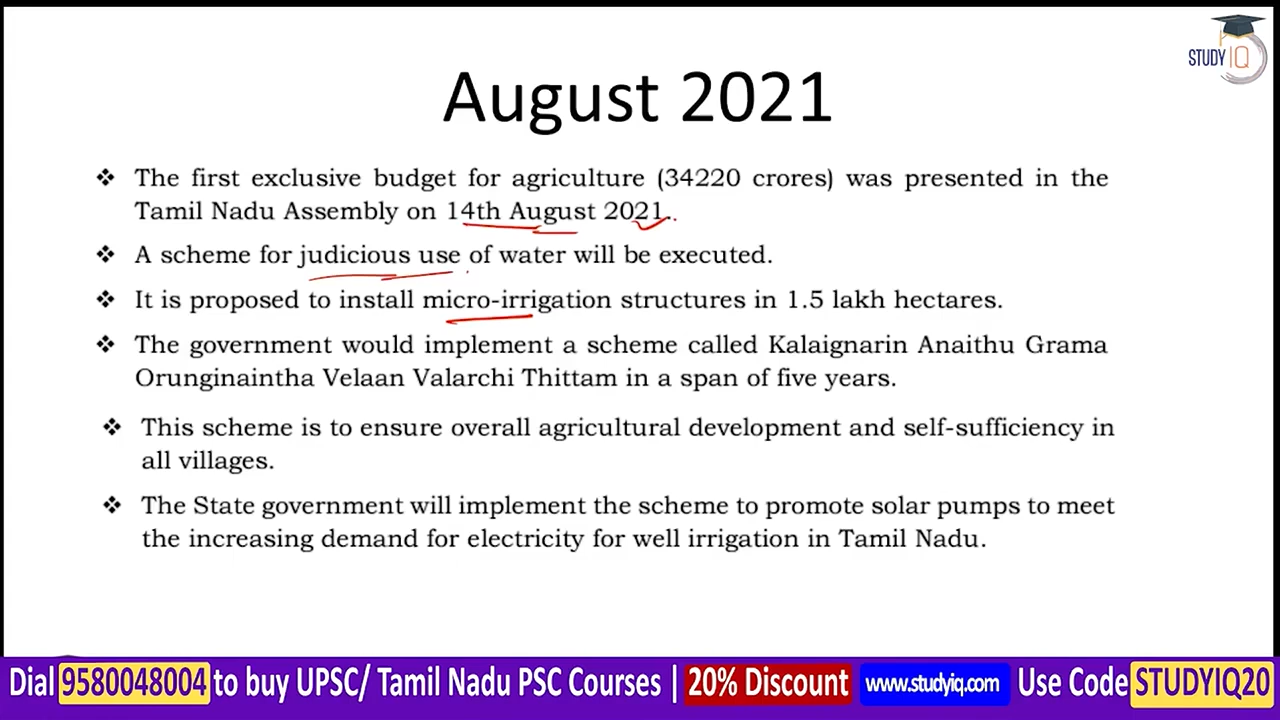 STUDY IQ
August 2021
❖ The first exclusive budget for agriculture (34220 crores) was presented in the
Tamil Nadu Assembly on 14th August 2021.
❖ A scheme for judicious use of water will be executed.
❖ It is proposed to install micro-irrigation structures in 1.5 lakh hectares.
❖ The government would implement a scheme called Kalaignarin Anaithu Grama
Orunginaintha Velaan Valarchi Thittam in a span of five years.
❖ This scheme is to ensure overall agricultural development and self-sufficiency in
all villages.
❖ The State government will implement the scheme to promote solar pumps to meet
the increasing demand for electricity for well irrigation in Tamil Nadu.
Dial 9580048004 to buy UPSC/ Tamil Nadu PSC Courses | 20% Discount www.studyiq.com Use Code STUDYIQ20